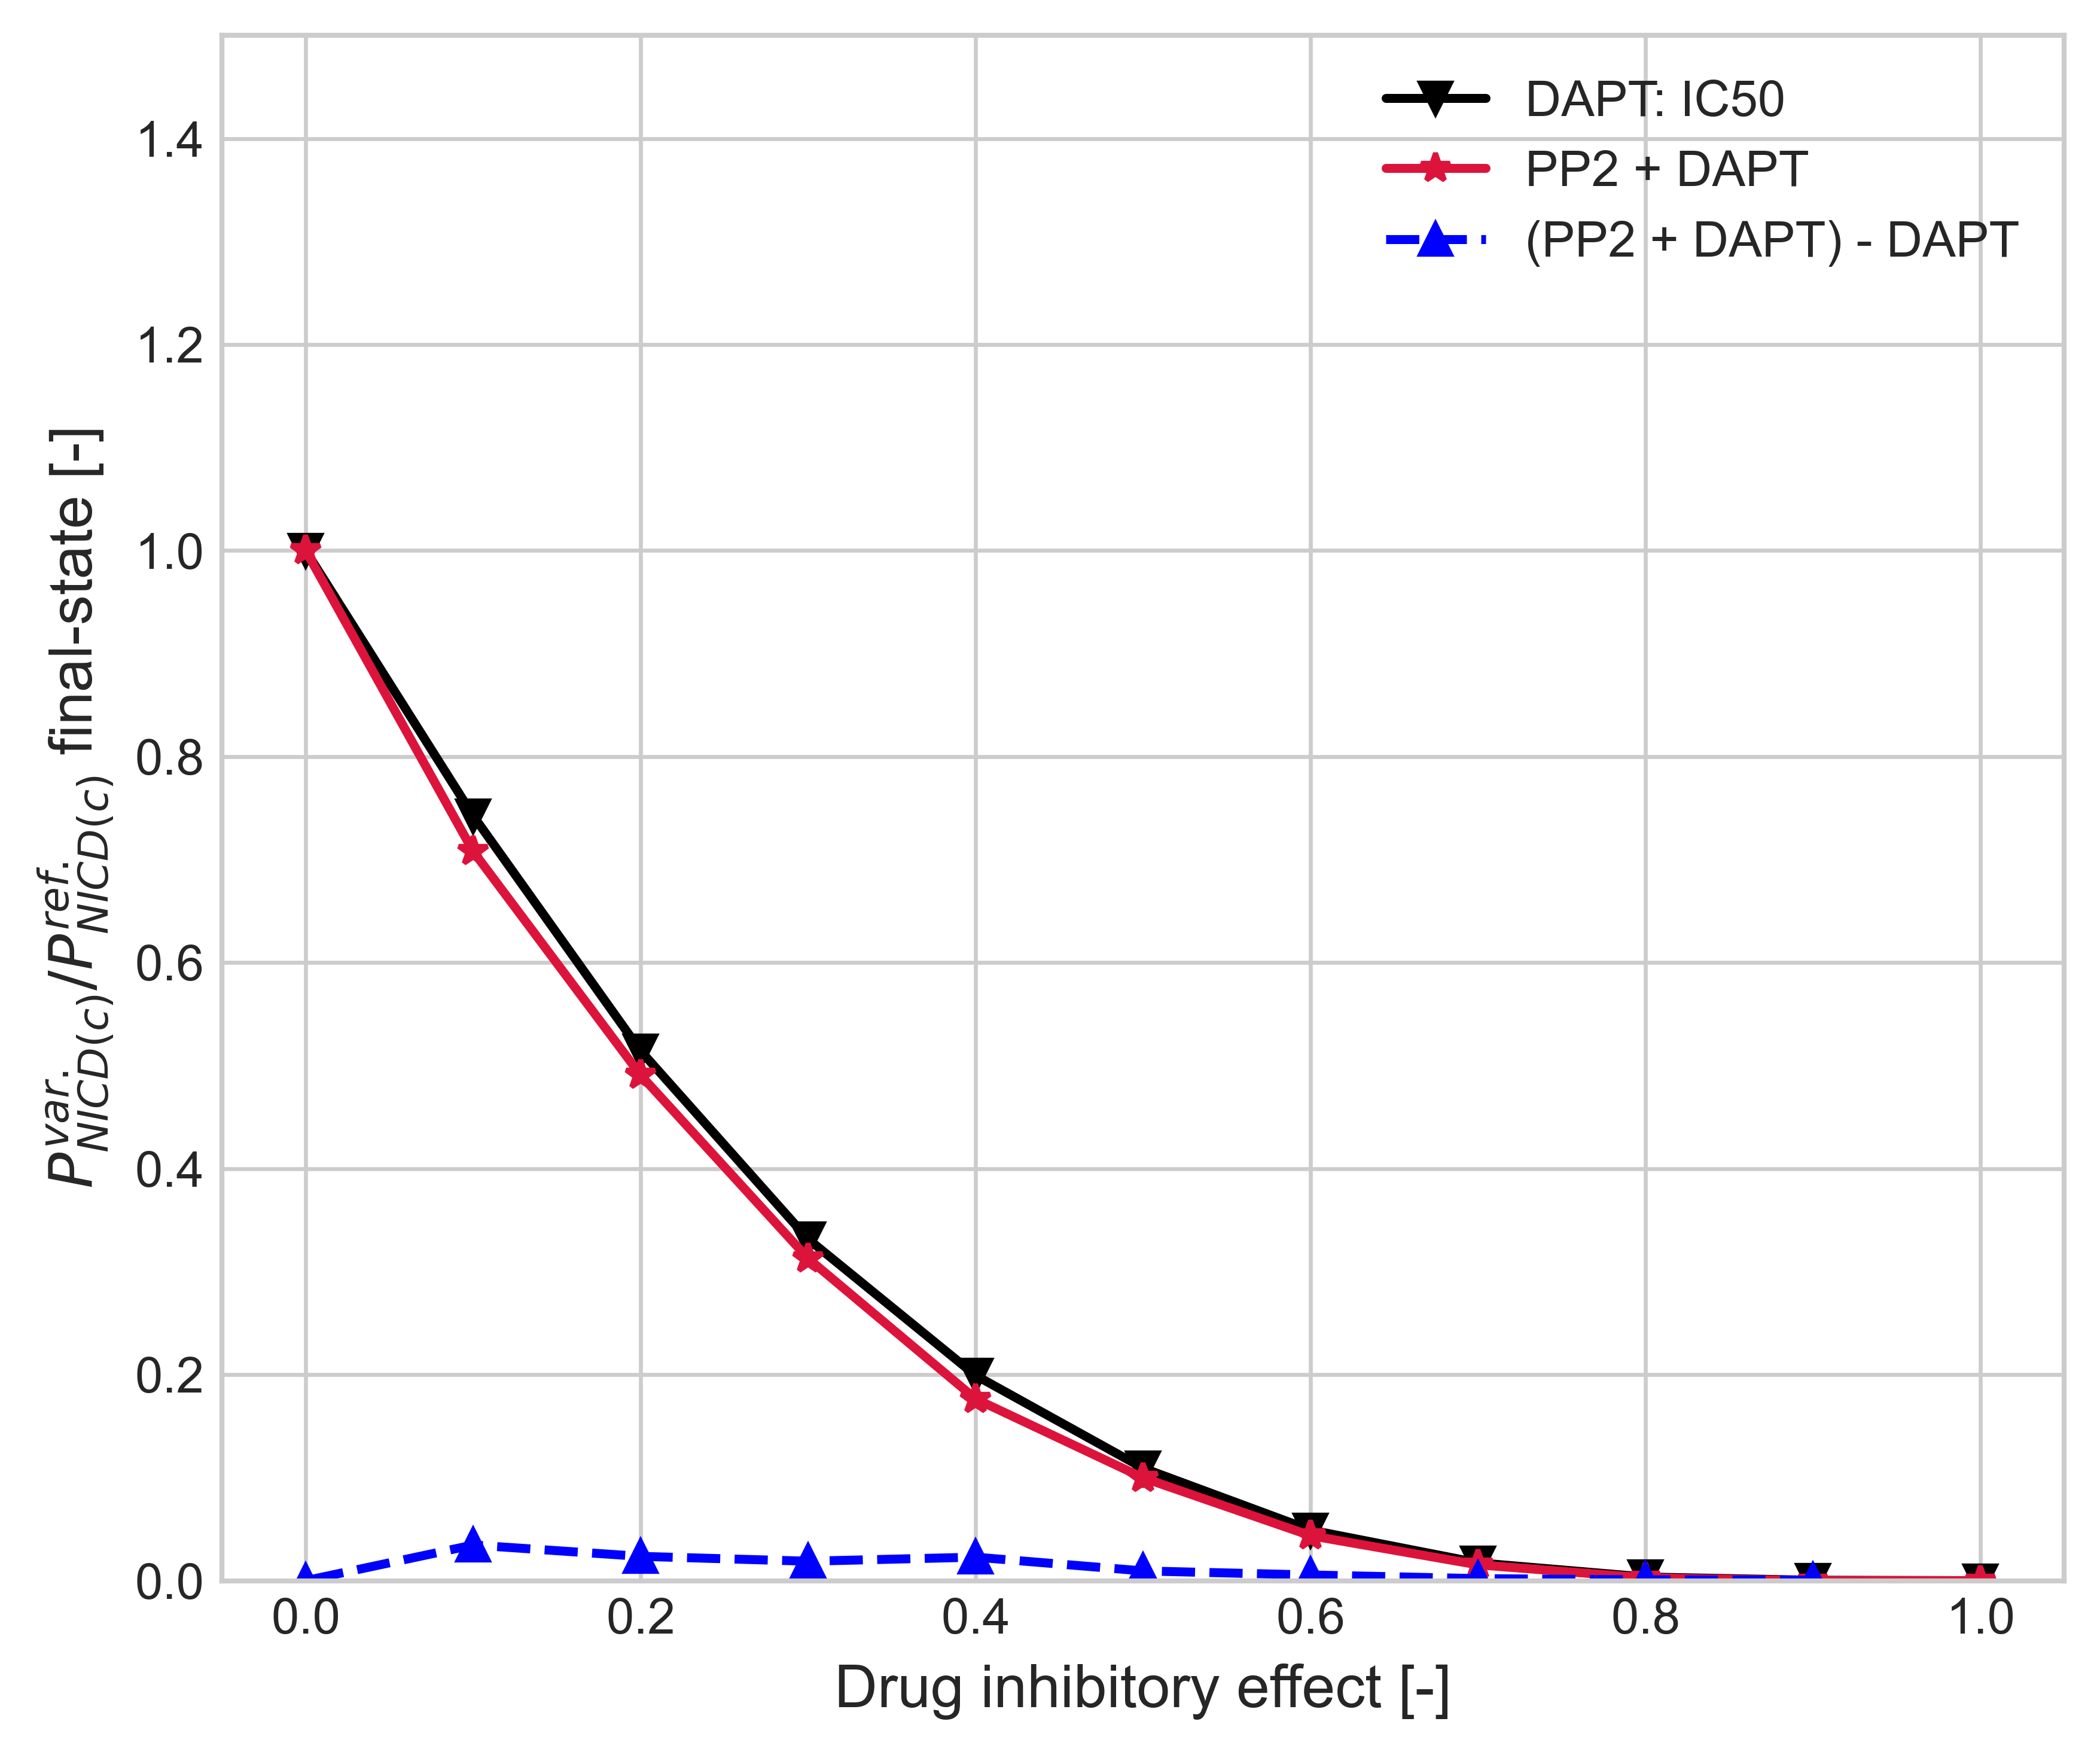 DAPT: IC50
PP2 + DAPT
(PP2 + DAPT) - DAPT
1.4
1.2
1.0
0.8
0.6
0.4
0.2
0.0
0.0 0.2 0.4 0.6 0.8 1.0
Drug inhibitory effect [-]
P^{var.}_{NICD(c)}/P^{ref.}_{NICD(c)} final-state [-]